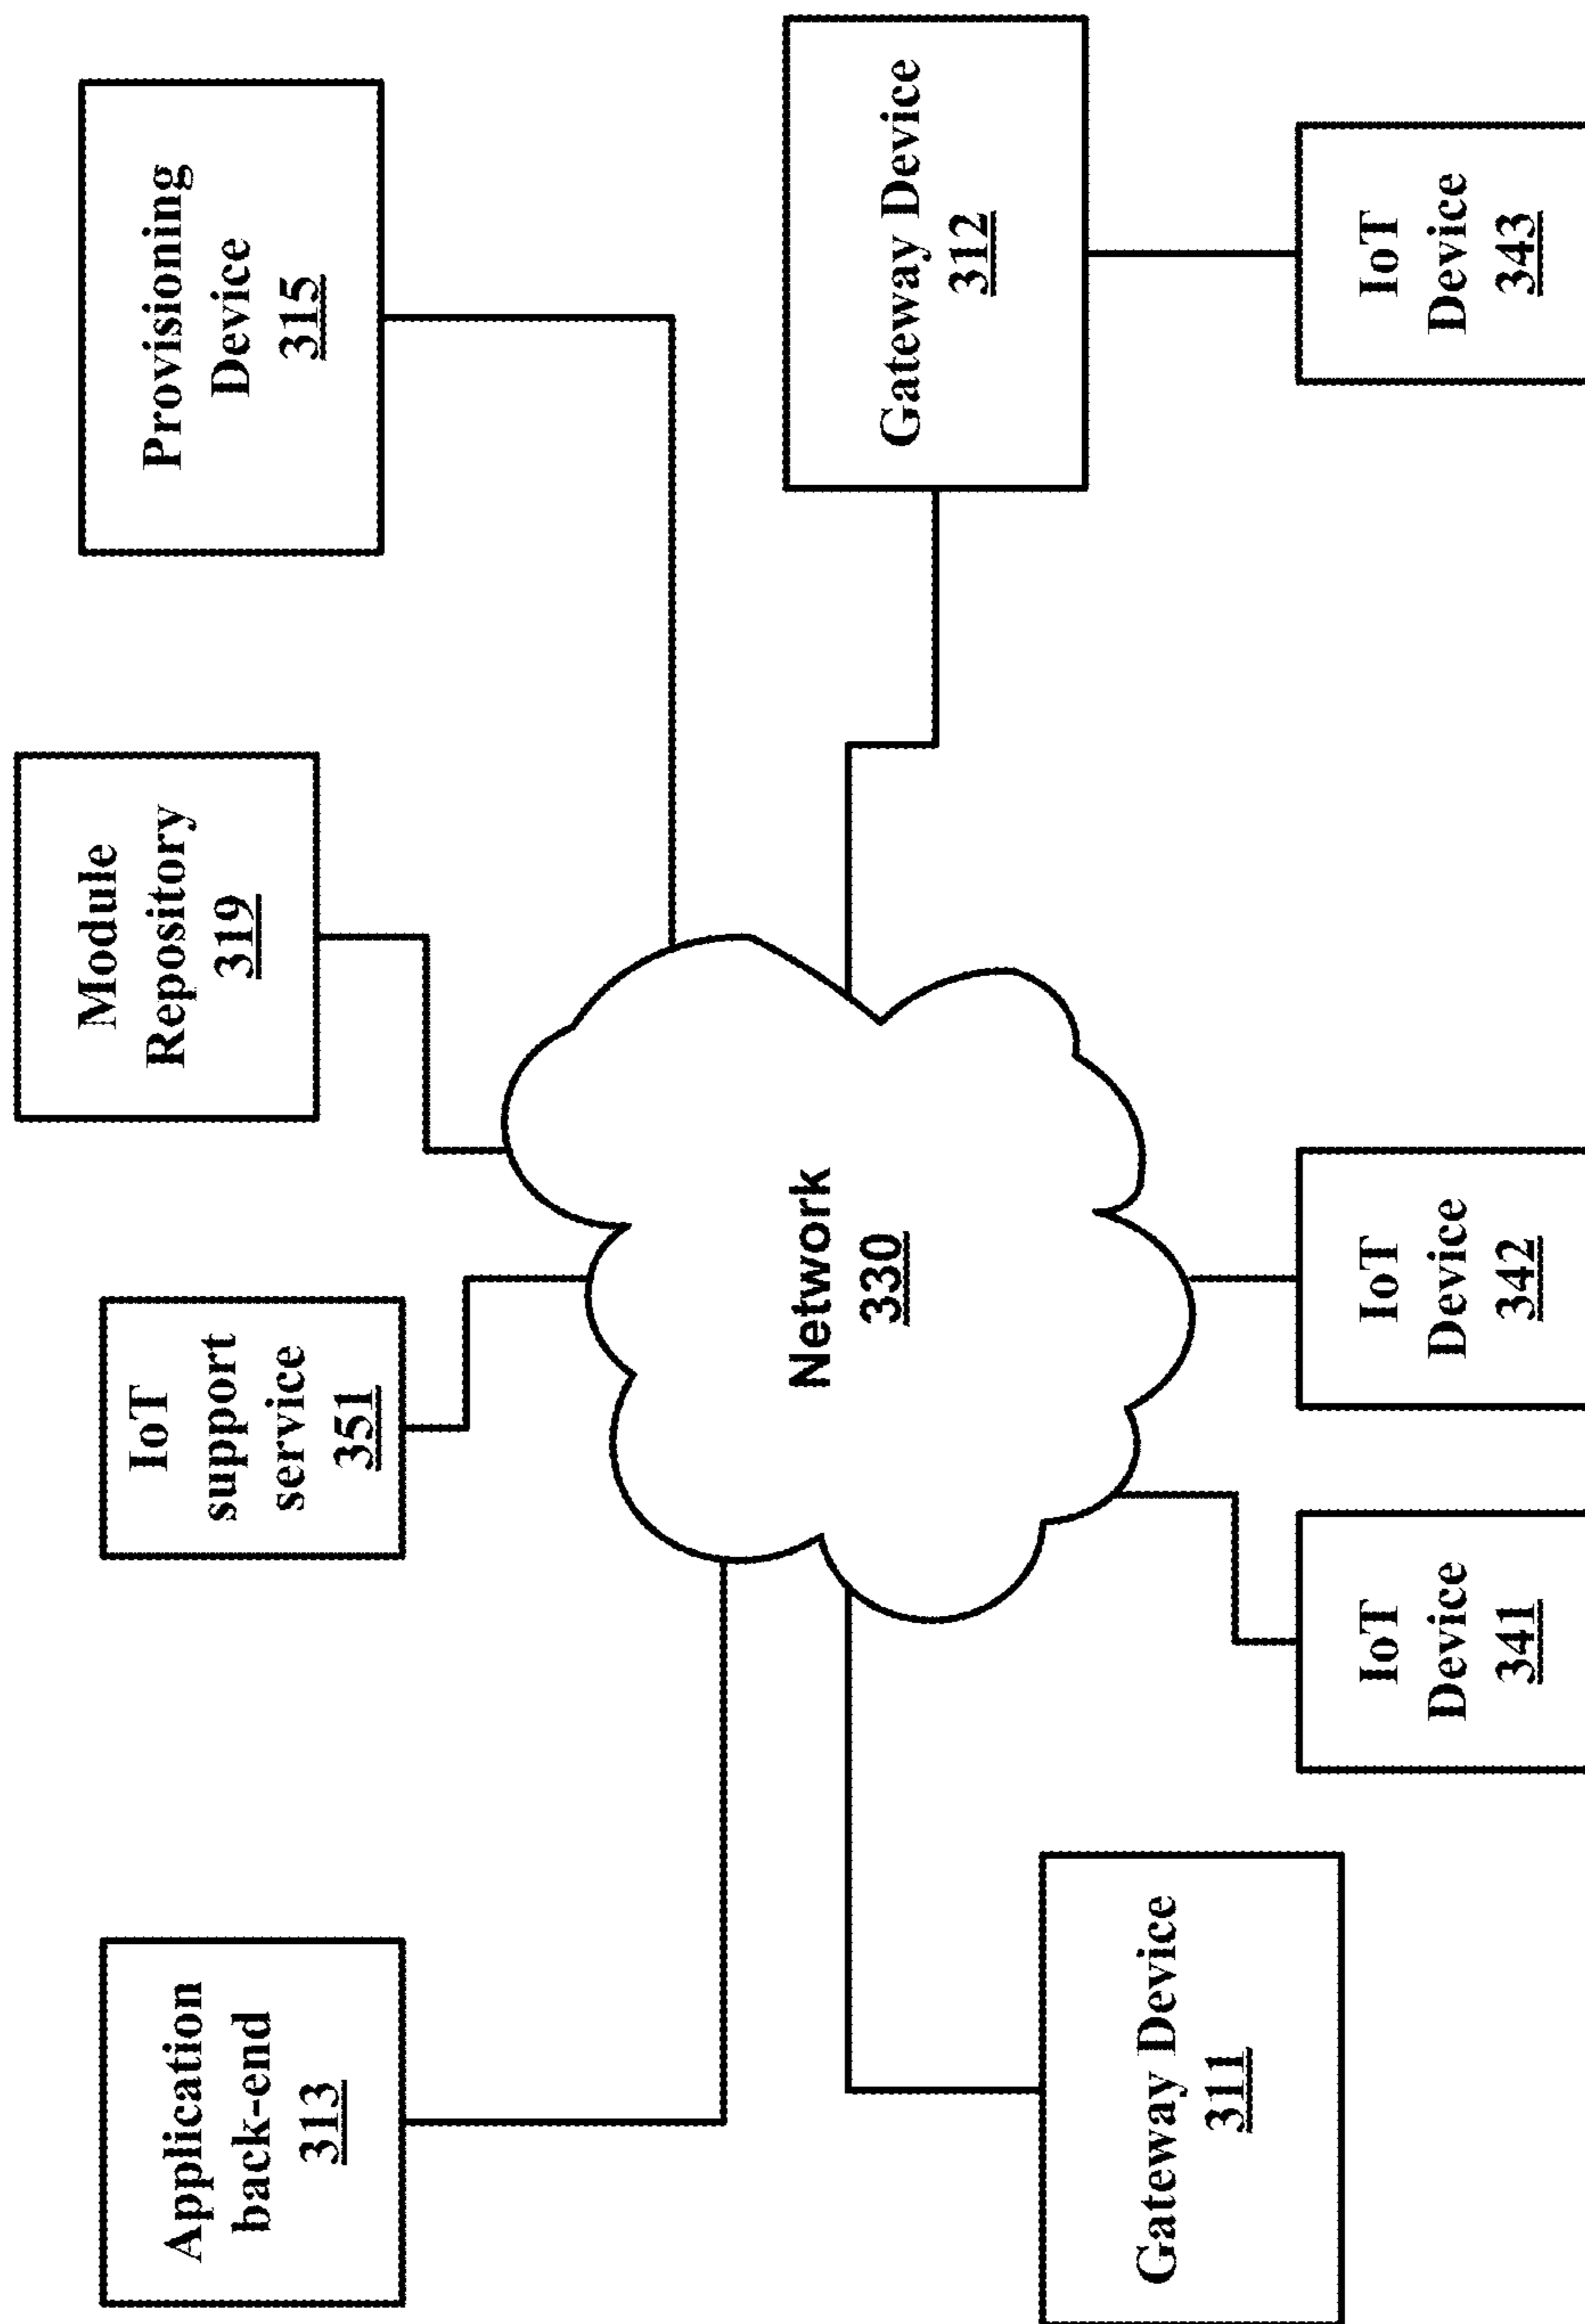 Application
back-end
313
IoT
support
service
351
Module
Repository
319
Provisioning
Device
315
Network
330
Gateway Device
311
Gateway Device
312
IoT
Device
341
IoT
Device
342
IoT
Device
343